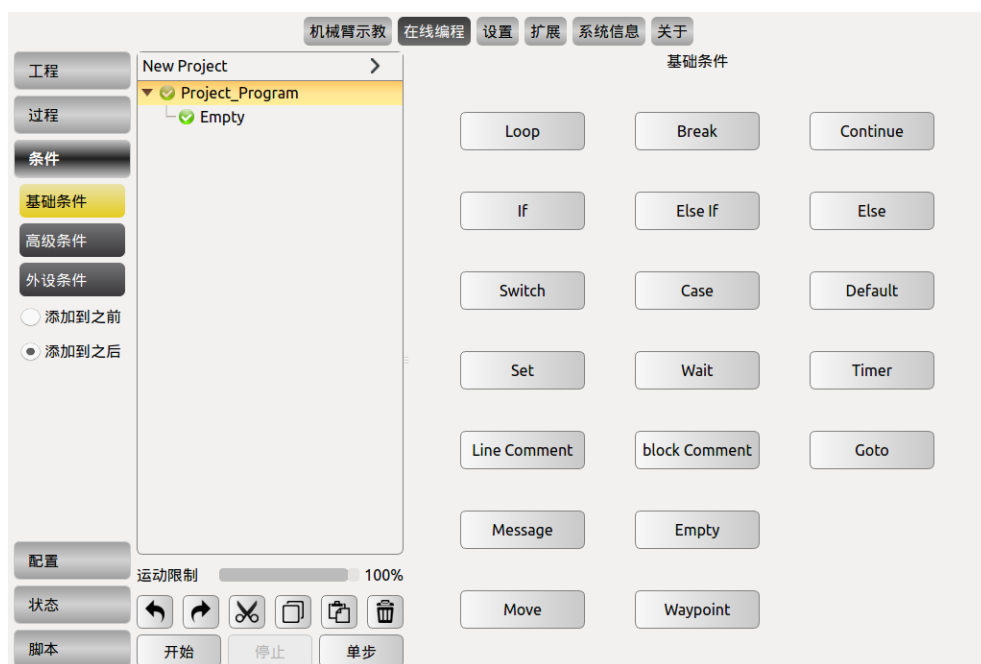 机械臂示教 在线编程 设置 扩展 系统信息 关于
工程
过程
条件
基础条件
高级条件
外设条件
添加到之前
添加到之后
配置
状态
脚本
New Project
Project_Program
Empty
运动限制 100%
开始 停止 单步
基础条件
Loop Break Continue
If Else If Else
Switch Case Default
Set Wait Timer
Line Comment block Comment Goto
Message Empty
Move Waypoint